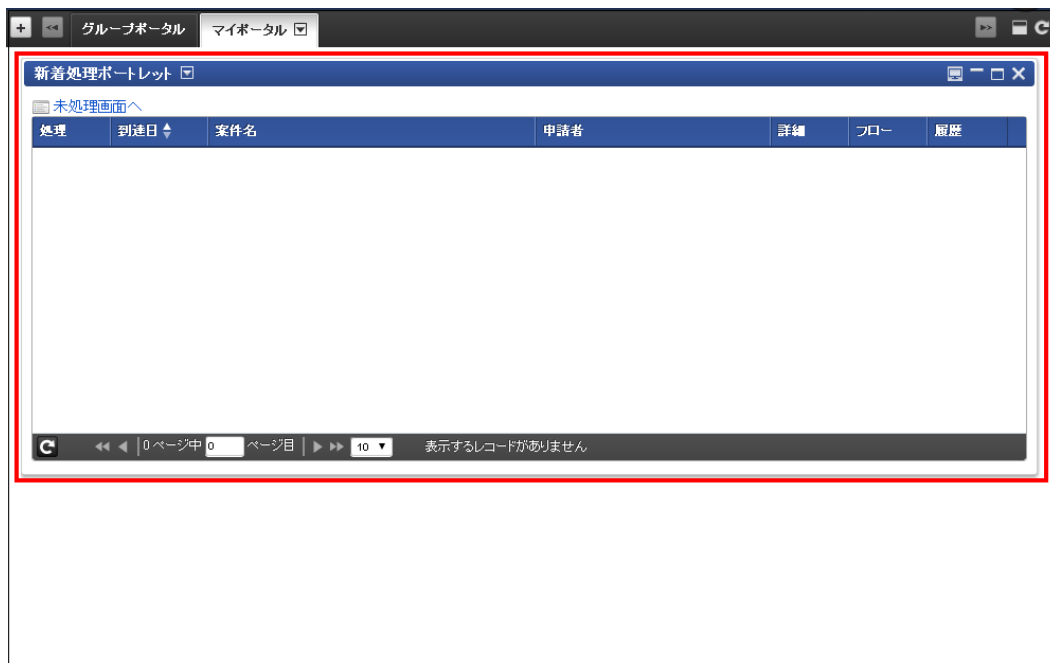 グループポータル マイポータル
新着処理ポートレット
未処理画面へ
処理 到達日 案件名 申請者 詳細 フロー 履歴
0 ページ中 0 ページ目 10 表示するレコードがありません